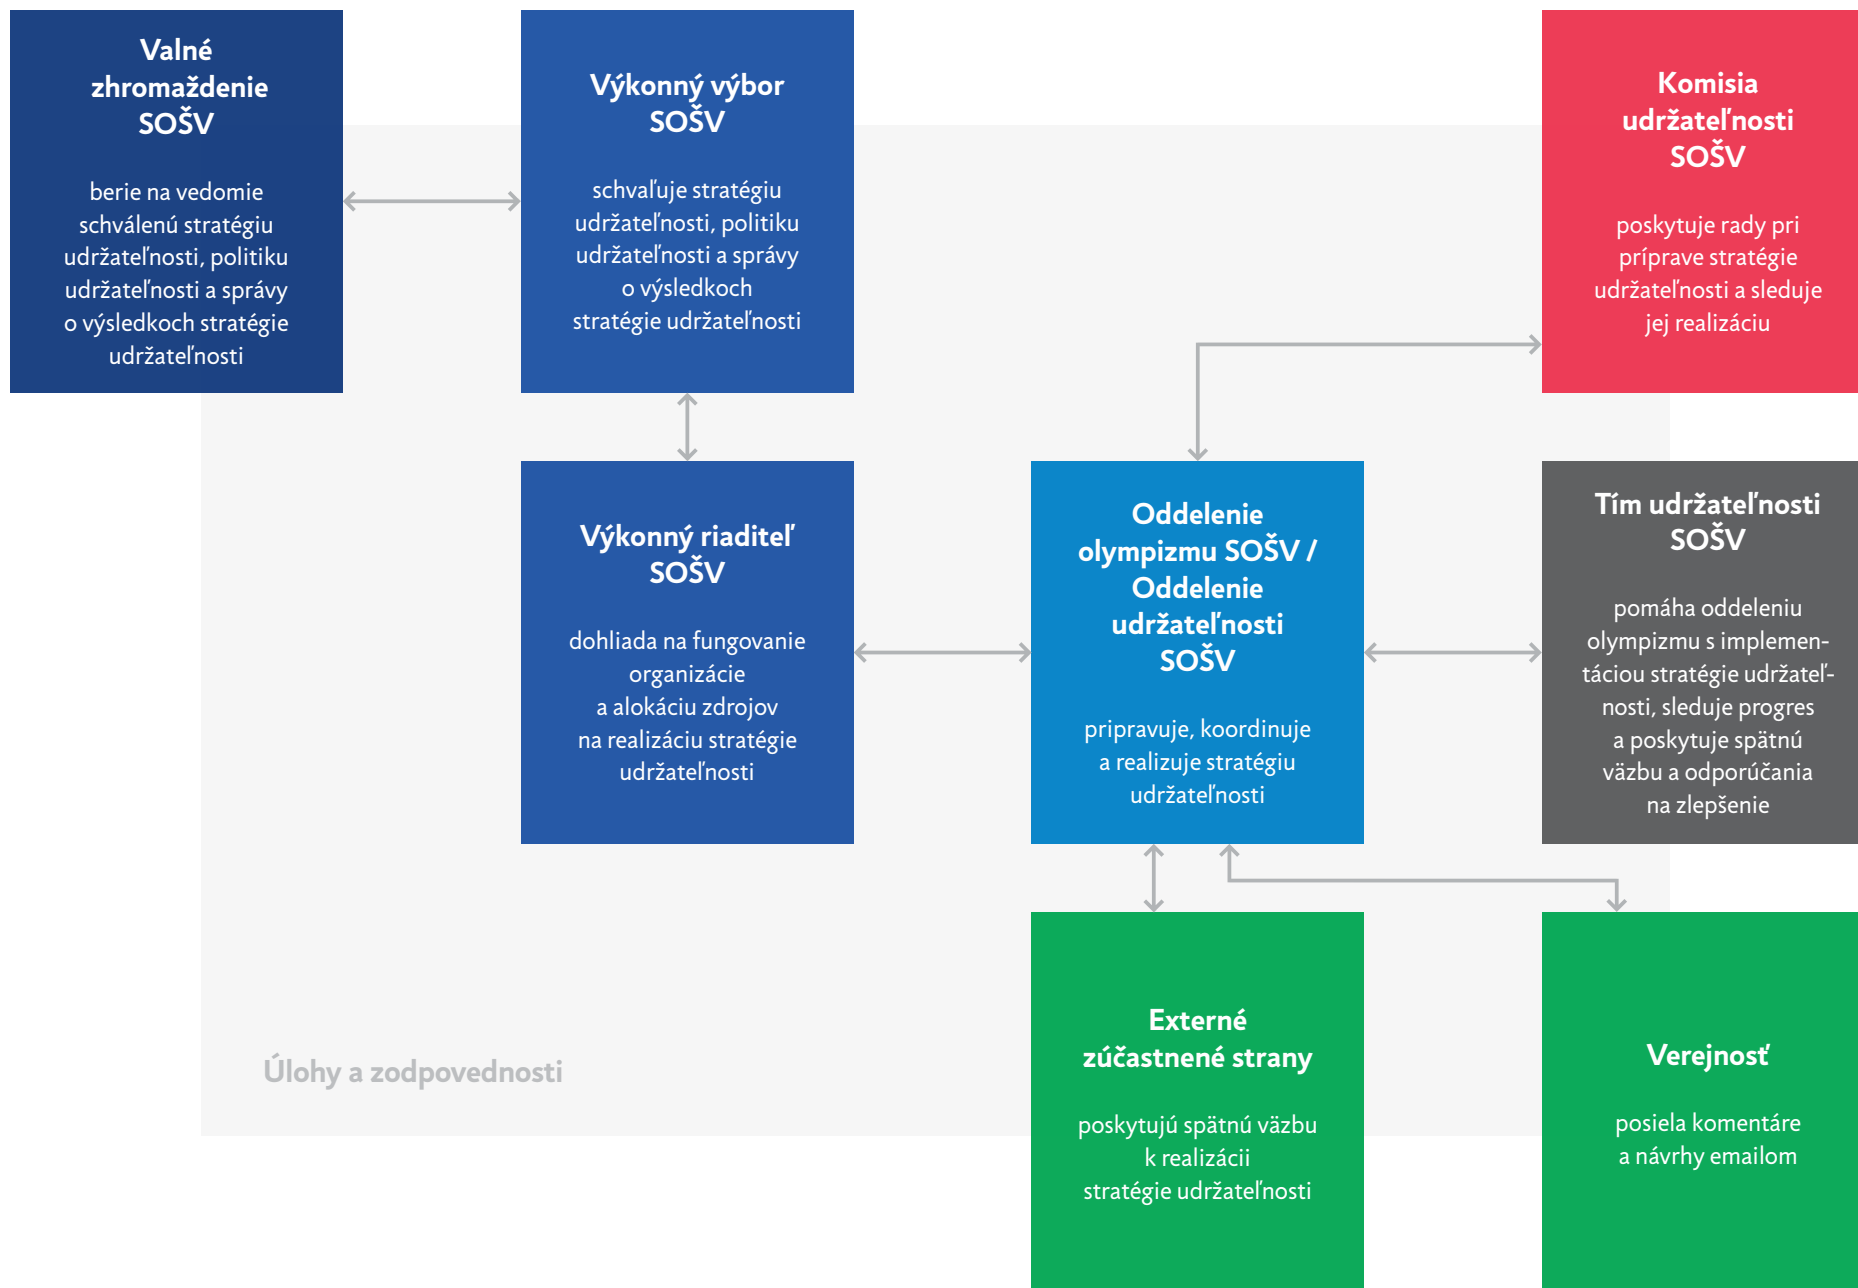 Valné
zhromaždenie
SOŠV
berie na vedomie
schválenú stratégiu
udržateľnosti, politiku
udržateľnosti a správy
o výsledkoch stratégie
udržateľnosti
Výkonný výbor
SOŠV
schvaľuje stratégiu
udržateľnosti, politiku
udržateľnosti a správy
o výsledkoch
stratégie udržateľnosti
Komisia
udržateľnosti
SOŠV
poskytuje rady pri
príprave stratégie
udržateľnosti a sleduje
jej realizáciu
Výkonný riaditeľ
SOŠV
dohliada na fungovanie
organizácie
a alokáciu zdrojov
na realizáciu stratégie
udržateľnosti
Oddelenie
olympizmu SOŠV /
Oddelenie
udržateľnosti
SOŠV
pripravuje, koordinuje
a realizuje stratégiu
udržateľnosti
Tím udržateľnosti
SOŠV
pomáha oddeleniu
olympizmu s implemen-
táciou stratégie udržateľ-
nosti, sleduje progres
a poskytuje spätnú
väzbu a odporúčania
na zlepšenie
Úlohy a zodpovednosti
Externé
zúčastnené strany
poskytujú spätnú väzbu
k realizácii
stratégie udržateľnosti
Verejnosť
posiela komentáre
a návrhy emailom